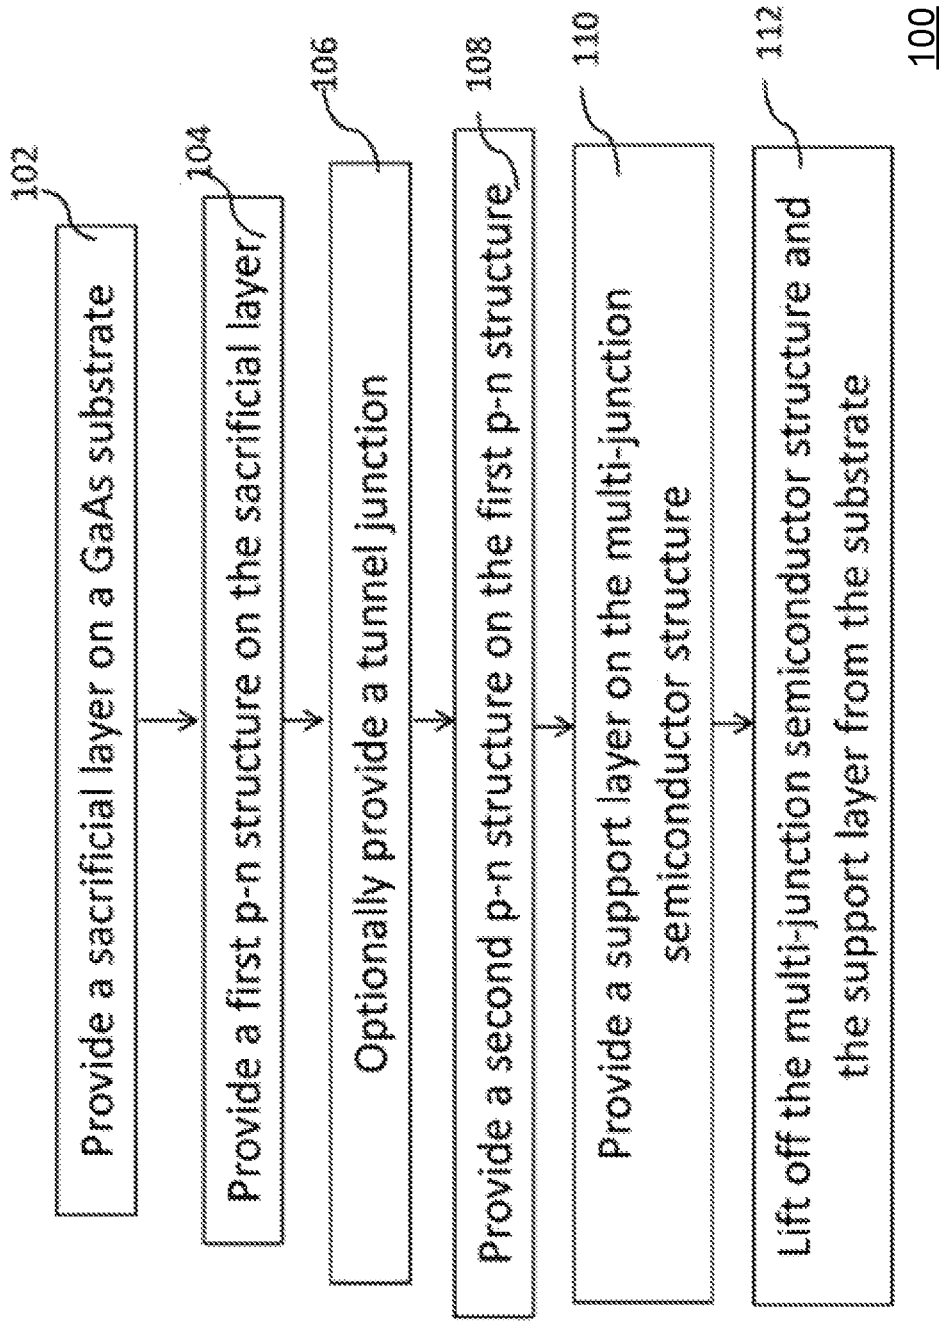 102
Provide a sacrificial layer on a GaAs substrate
104
Provide a first p-n structure on the sacrificial layer
106
Optionally provide a tunnel junction
108
Provide a second p-n structure on the first p-n structure
110
Provide a support layer on the multi-junction
semiconductor structure
112
Lift off the multi-junction semiconductor structure and
the support layer from the substrate
100